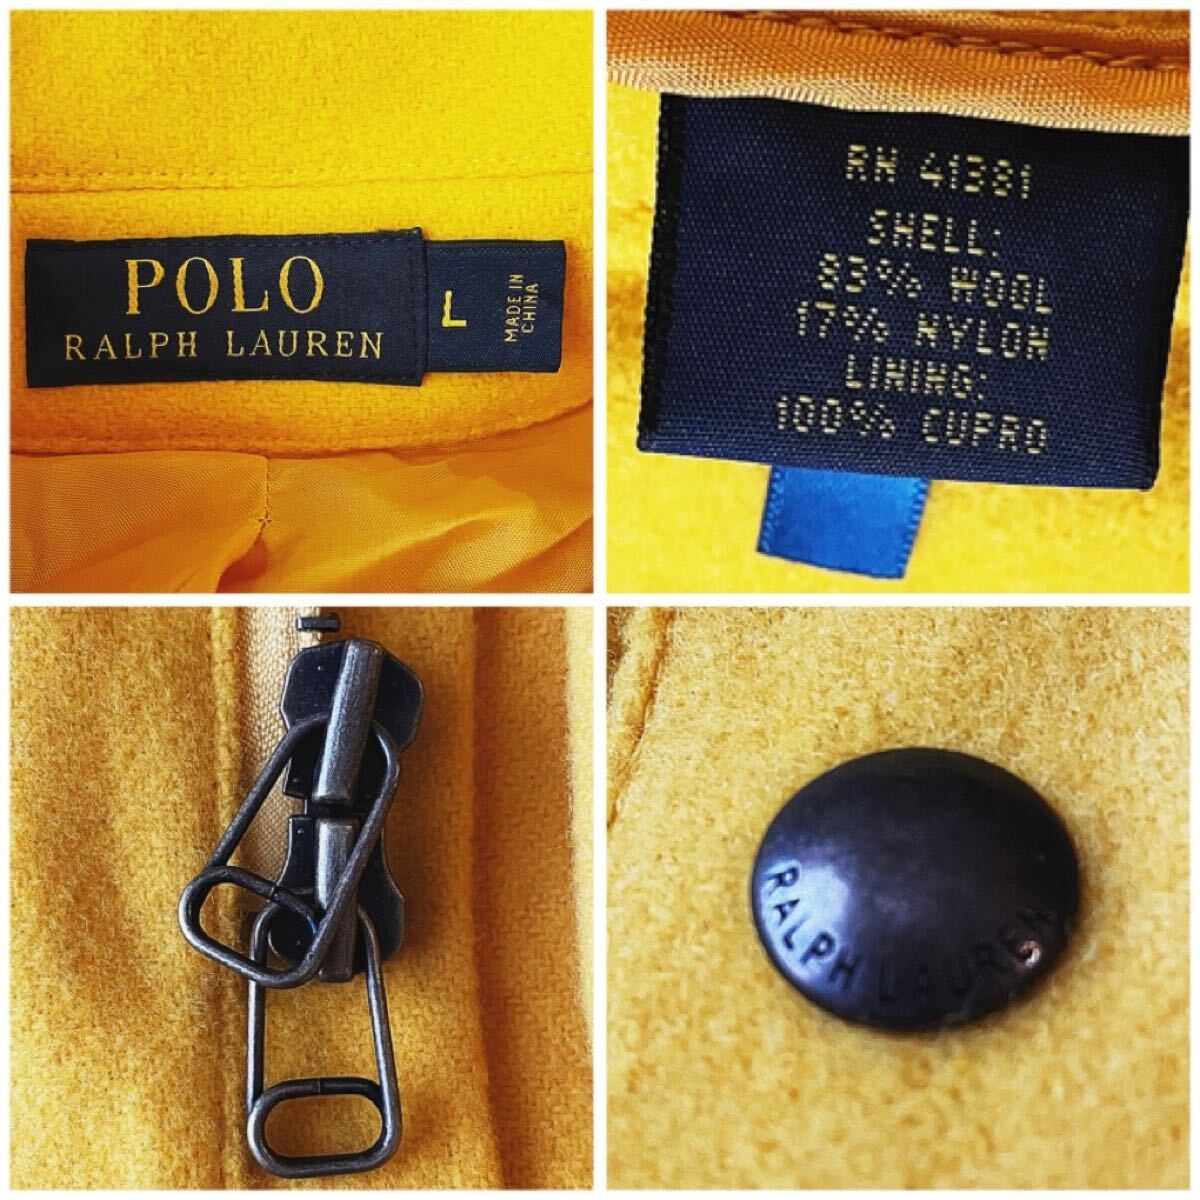 POLO
RALPH LAUREN
L
MADE IN
CHINA
RN 41381
SHELL:
83% WOOL
17% NYLON
LINING:
100% CUPRO
RALPH LAUREN